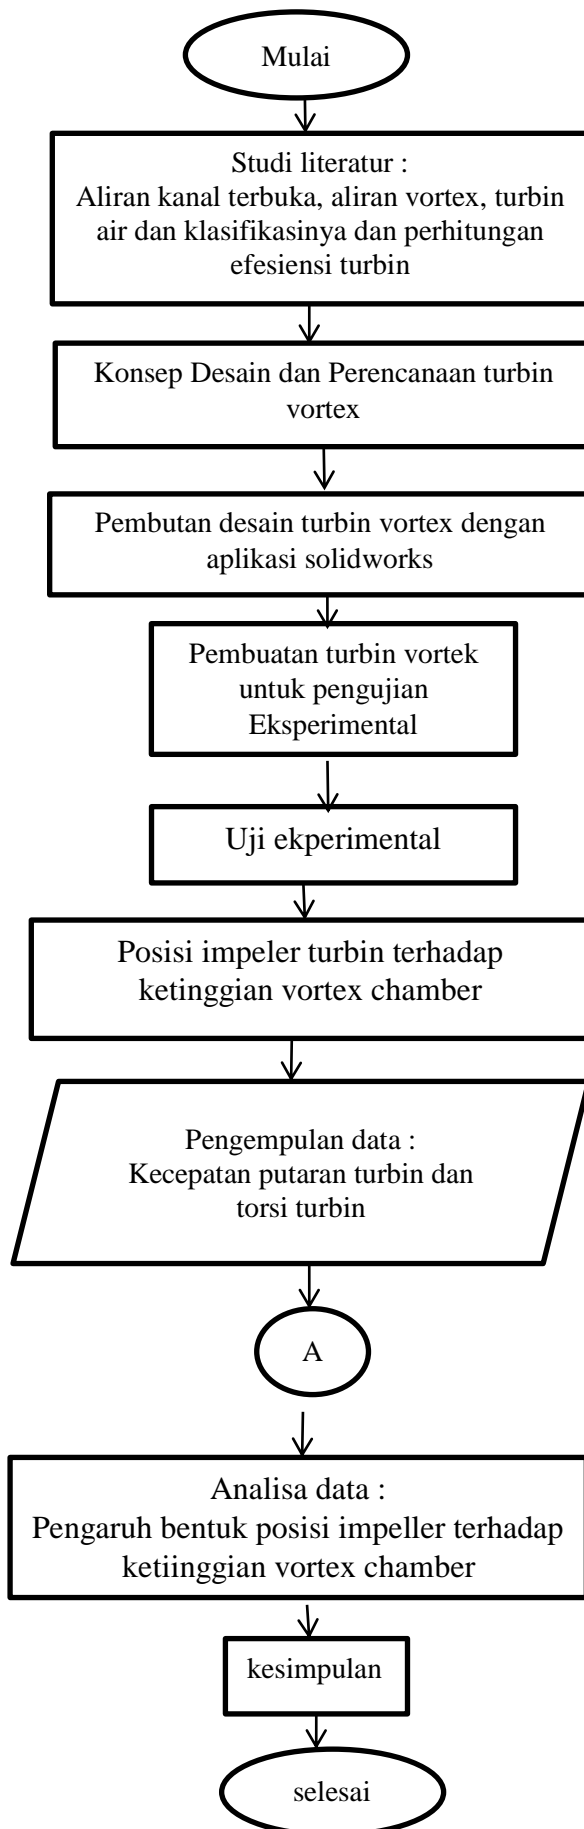 Mulai
Studi literatur :
Aliran kanal terbuka, aliran vortex, turbin
air dan klasifikasinya dan perhitungan
efesiensi turbin
Konsep Desain dan Perencanaan turbin
vortex
Pembutan desain turbin vortex dengan
aplikasi solidworks
Pembuatan turbin vortek
untuk pengujian
Eksperimental
Uji ekperimental
Posisi impeler turbin terhadap
ketinggian vortex chamber
Pengempulan data :
Kecepatan putaran turbin dan
torsi turbin
A
Analisa data :
Pengaruh bentuk posisi impeller terhadap
ketiinggian vortex chamber
kesimpulan
selesai